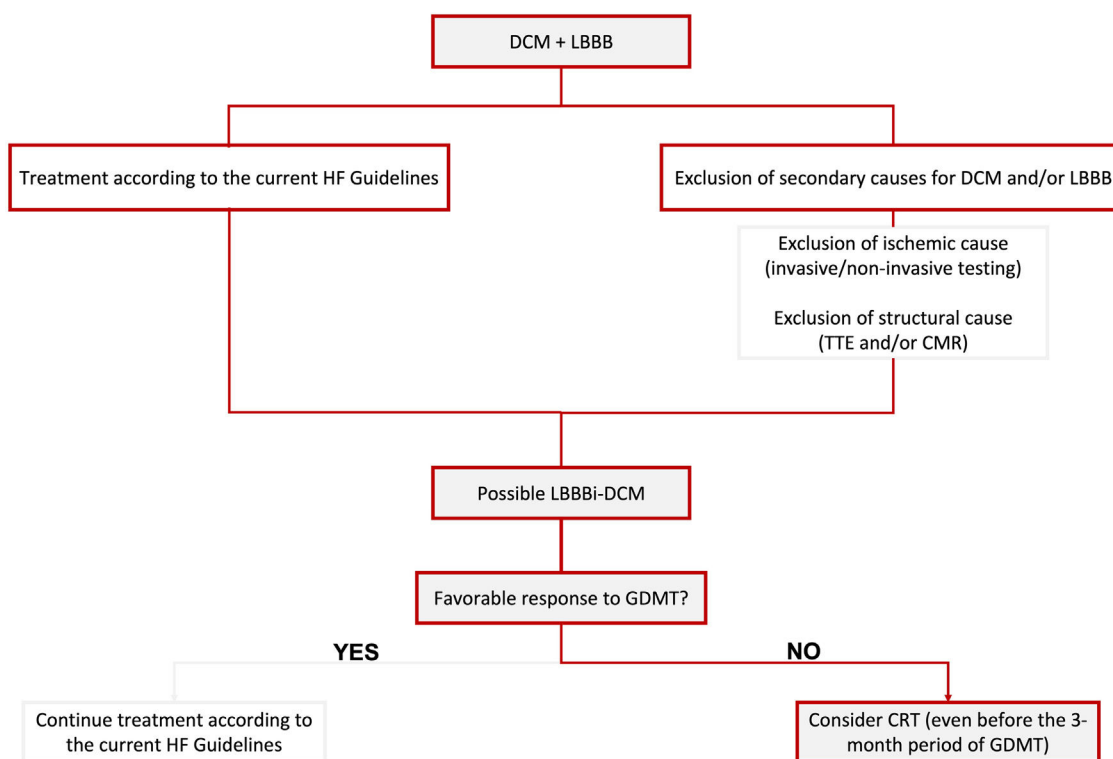 DCM + LBBB
Treatment according to the current HF Guidelines
Exclusion of secondary causes for DCM and/or LBBB
Exclusion of ischemic cause
(invasive/non-invasive testing)
Exclusion of structural cause
(TTE and/or CMR)
Possible LBBBi-DCM
Favorable response to GDMT?
YES
NO
Continue treatment according to
the current HF Guidelines
Consider CRT (even before the 3-
month period of GDMT)